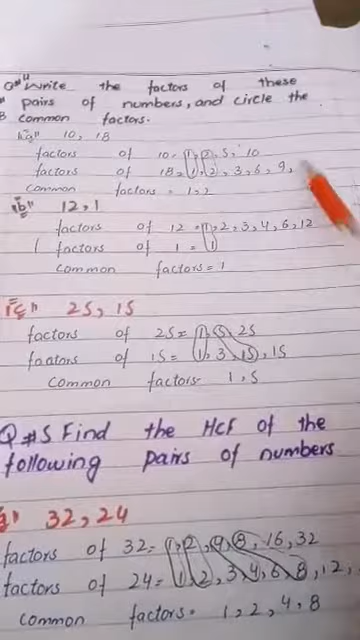 Q#4 Write the factors of these
pairs of numbers, and circle the
common factors.
"a" 10, 18
factors of 10 = 1, 2, 5, 10
factors of 18 = 1, 2, 3, 6, 9,
common factors = 1, 2
"b" 12, 1
factors of 12 = 1, 2, 3, 4, 6, 12
factors of 1 = 1
common factors = 1
"c" 25, 15
factors of 25 = 1, 5, 25
factors of 15 = 1, 3, 15, 15
common factors 1, 5
Q#5 Find the HCF of the
following pairs of numbers
32, 24
factors of 32 = 1, 2, 4, 8, 16, 32
factors of 24 = 1, 2, 3, 4, 6, 8, 12,
common factors = 1, 2, 4, 8